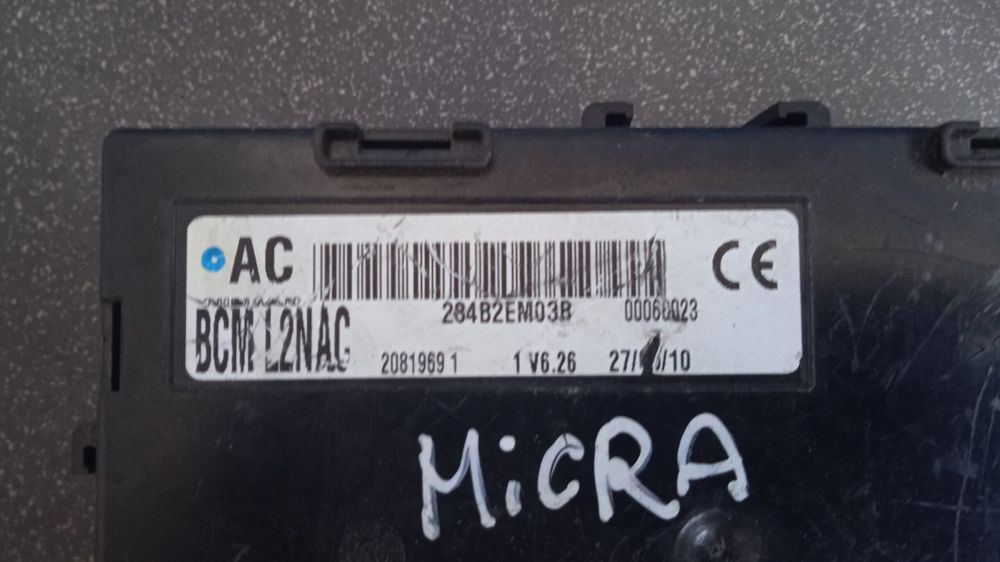 AC CE
284B2EM03B 00060023
BCM L2NAC
2081969 1 1 V6.26
MiCRA